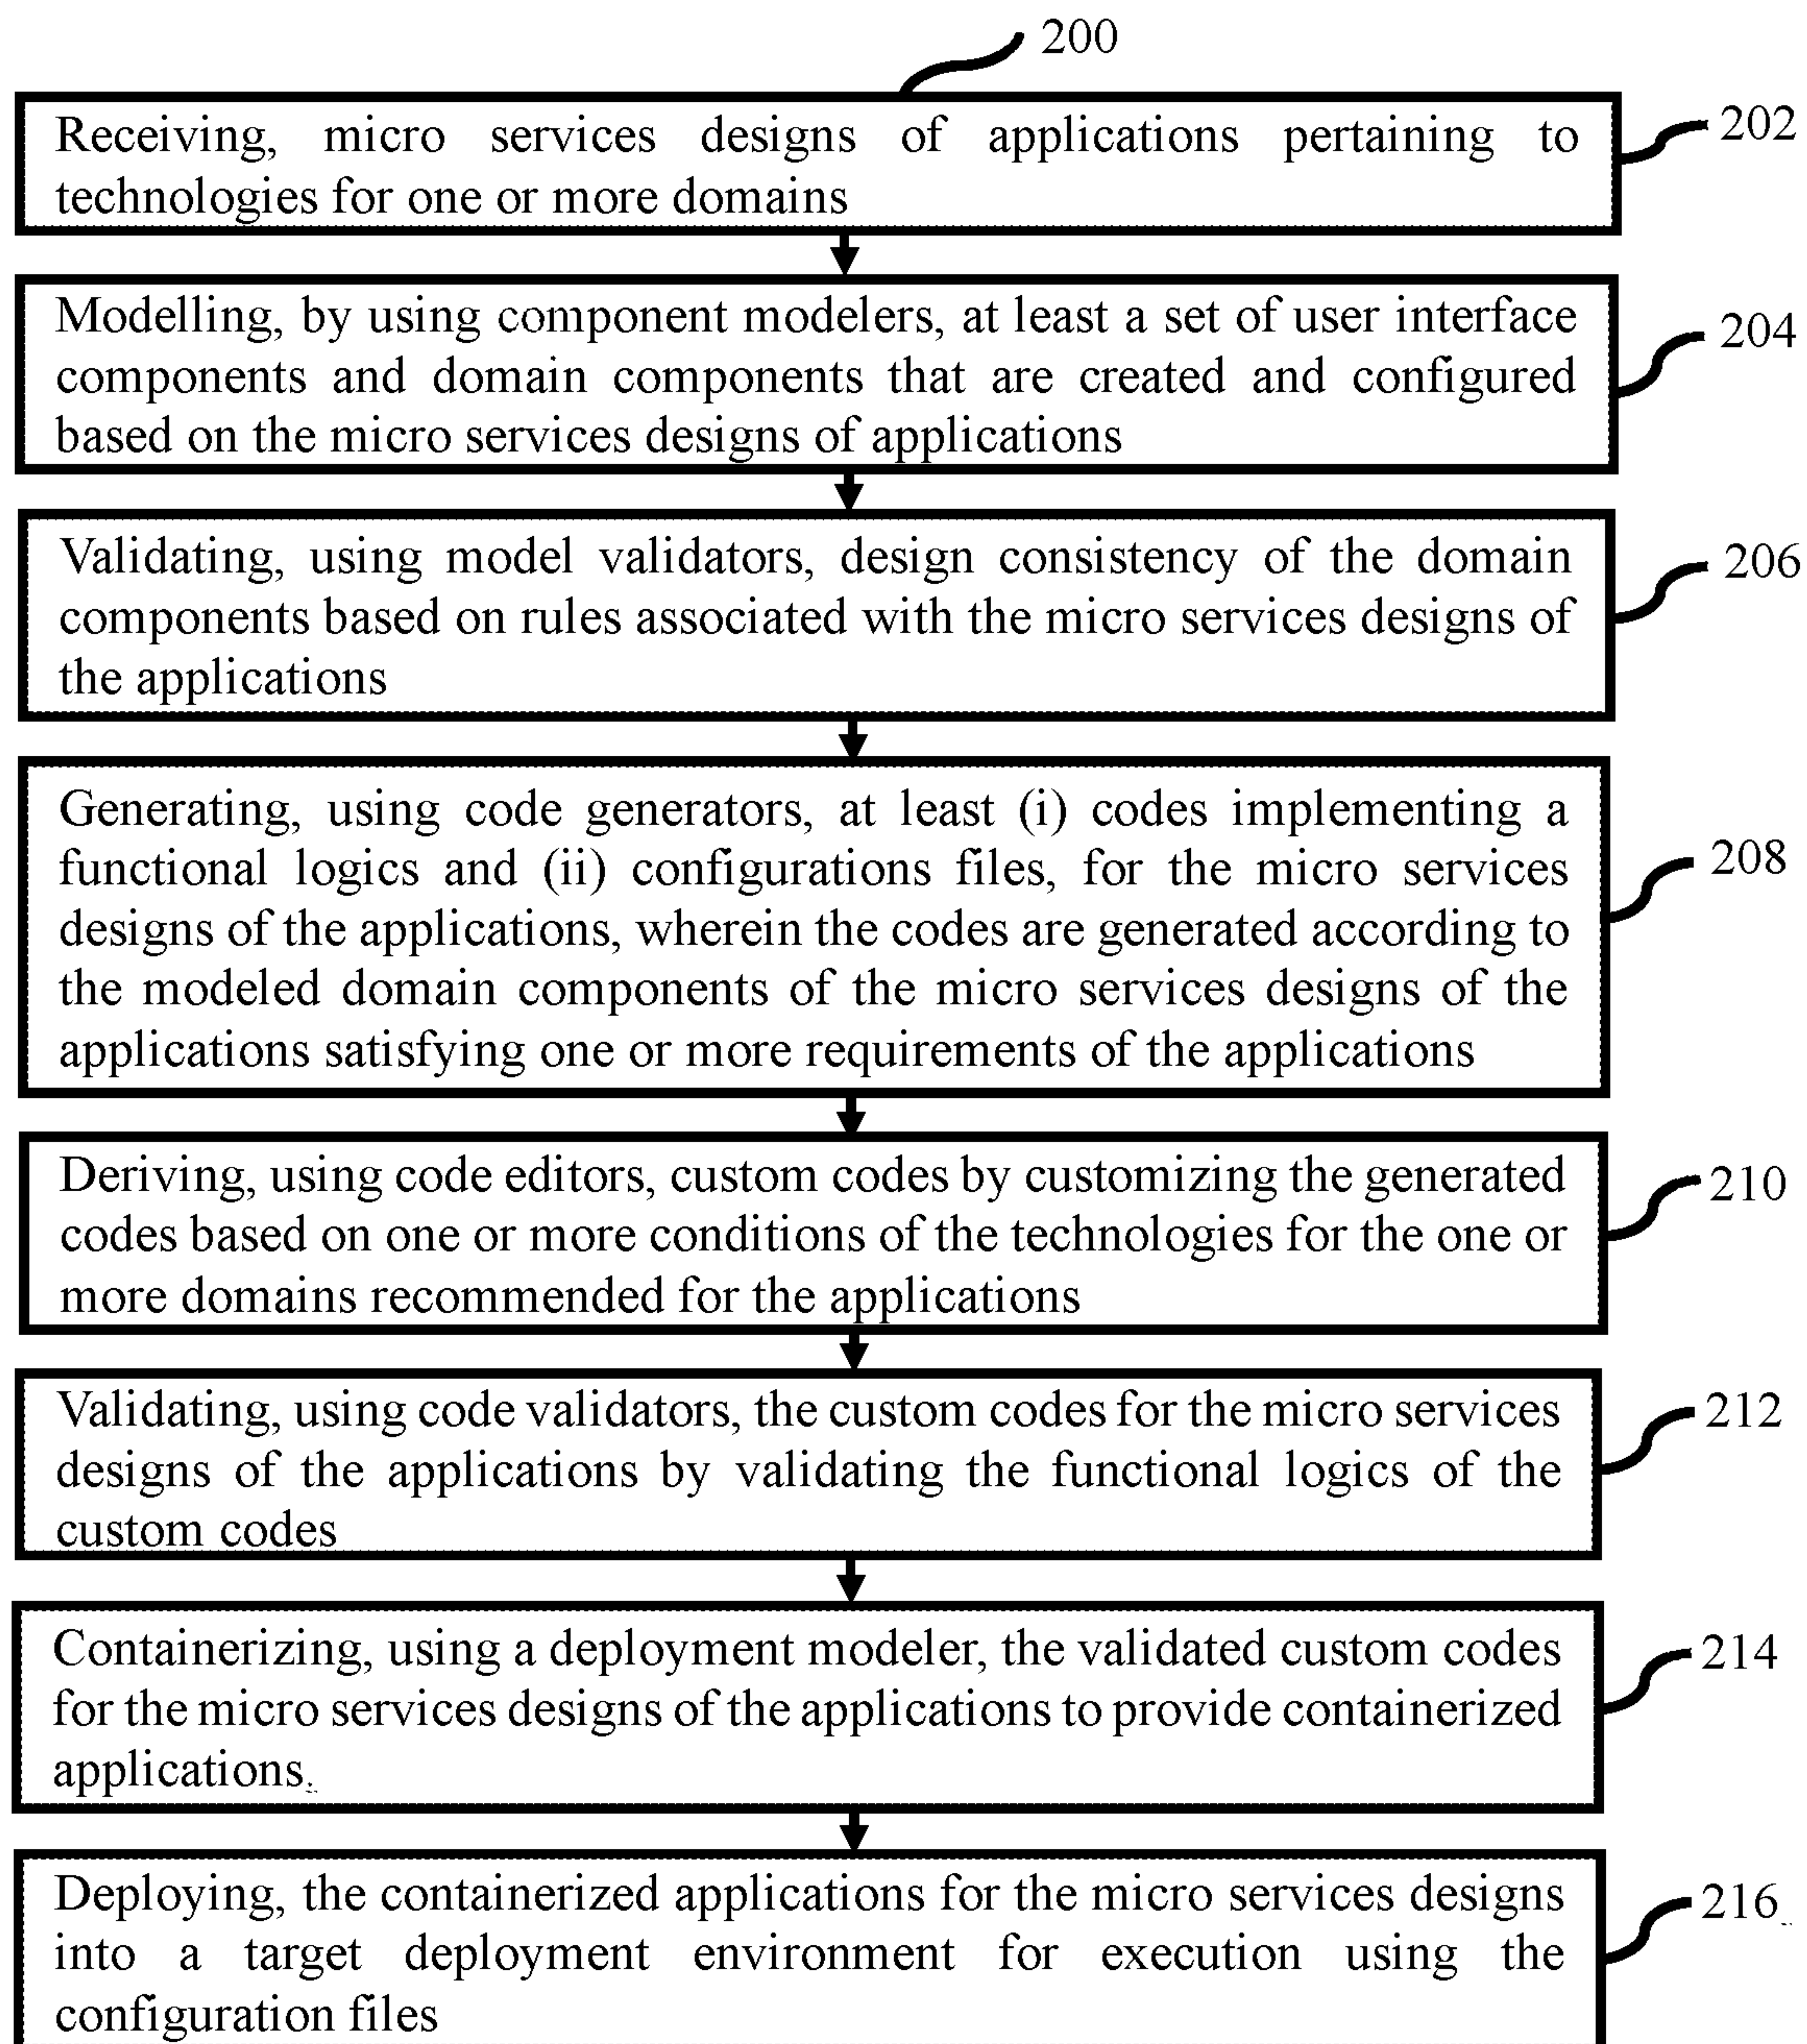 200
Receiving, micro services designs of applications pertaining to
technologies for one or more domains
202
Modelling, by using component modelers, at least a set of user interface
components and domain components that are created and configured
based on the micro services designs of applications
204
Validating, using model validators, design consistency of the domain
components based on rules associated with the micro services designs of
the applications
206
Generating, using code generators, at least (i) codes implementing a
functional logics and (ii) configurations files, for the micro services
designs of the applications, wherein the codes are generated according to
the modeled domain components of the micro services designs of the
applications satisfying one or more requirements of the applications
208
Deriving, using code editors, custom codes by customizing the generated
codes based on one or more conditions of the technologies for the one or
more domains recommended for the applications
210
Validating, using code validators, the custom codes for the micro services
designs of the applications by validating the functional logics of the
custom codes
212
Containerizing, using a deployment modeler, the validated custom codes
for the micro services designs of the applications to provide containerized
applications.
214
Deploying, the containerized applications for the micro services designs
into a target deployment environment for execution using the
configuration files
216